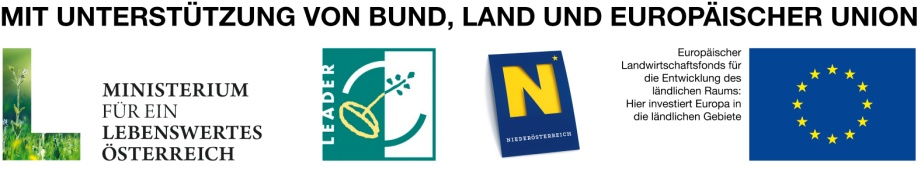 MIT UNTERSTÜTZUNG VON BUND, LAND UND EUROPÄISCHER UNION
MINISTERIUM
FÜR EIN
LEBENSWERTES
ÖSTERREICH
LEADER
N
NIEDERÖSTERREICH
Europäischer
Landwirtschaftsfonds für
die Entwicklung des
ländlichen Raums:
Hier investiert Europa in
die ländlichen Gebiete